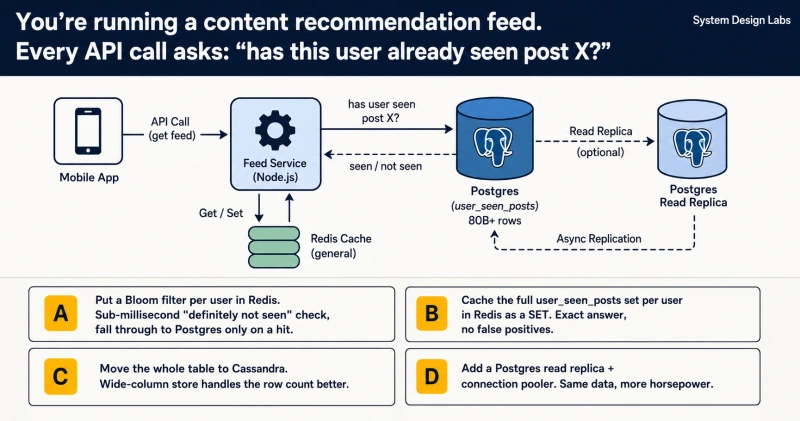 You're running a content recommendation feed.
Every API call asks: “has this user already seen post X?”
System Design Labs
API Call
(get feed)
Mobile App
Feed Service
(Node.js)
has user seen
post X?
seen / not seen
Postgres
(user_seen_posts)
80B+ rows
Read Replica
(optional)
Postgres
Read Replica
Async Replication
Get / Set
Redis Cache
(general)
A
Put a Bloom filter per user in Redis.
Sub-millisecond "definitely not seen" check,
fall through to Postgres only on a hit.
B
Cache the full user_seen_posts set per user
in Redis as a SET. Exact answer,
no false positives.
C
Move the whole table to Cassandra.
Wide-column store handles the row count better.
D
Add a Postgres read replica +
connection pooler. Same data, more horsepower.